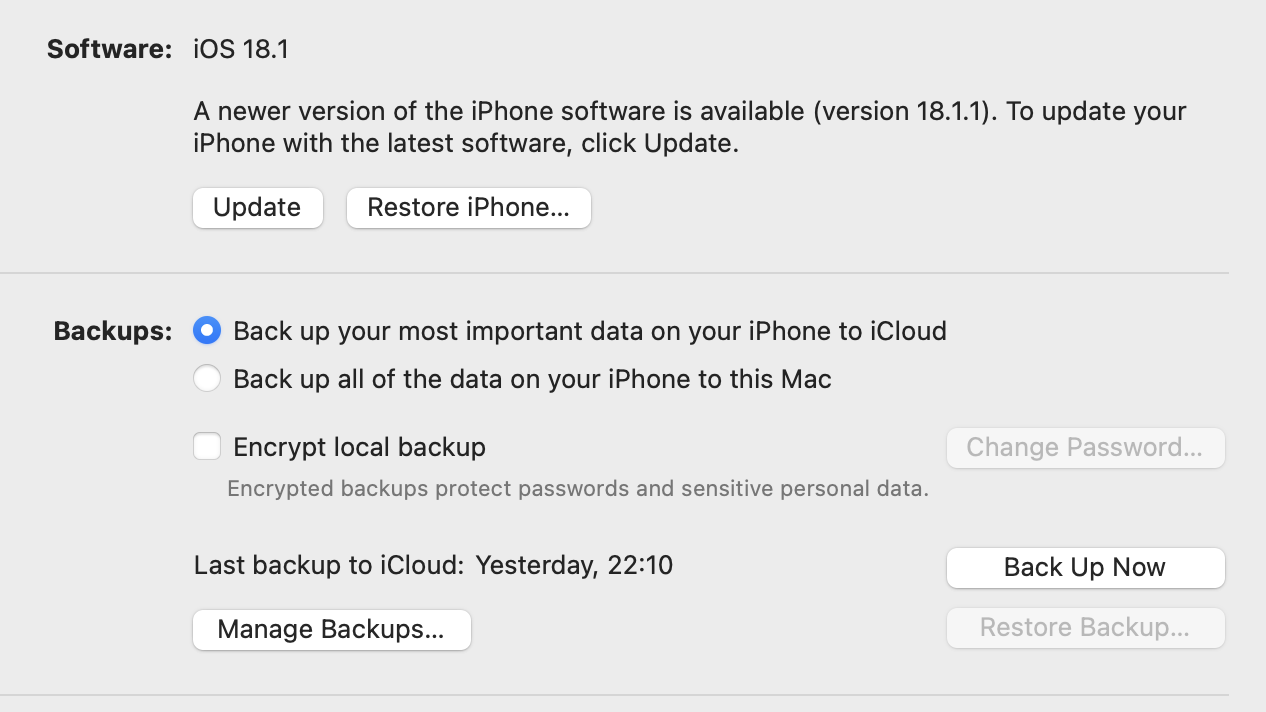 Software: iOS 18.1
A newer version of the iPhone software is available (version 18.1.1). To update your
iPhone with the latest software, click Update.
Update Restore iPhone...
Backups: Back up your most important data on your iPhone to iCloud
Back up all of the data on your iPhone to this Mac
Encrypt local backup Change Password...
Encrypted backups protect passwords and sensitive personal data.
Last backup to iCloud: Yesterday, 22:10 Back Up Now
Manage Backups... Restore Backup...